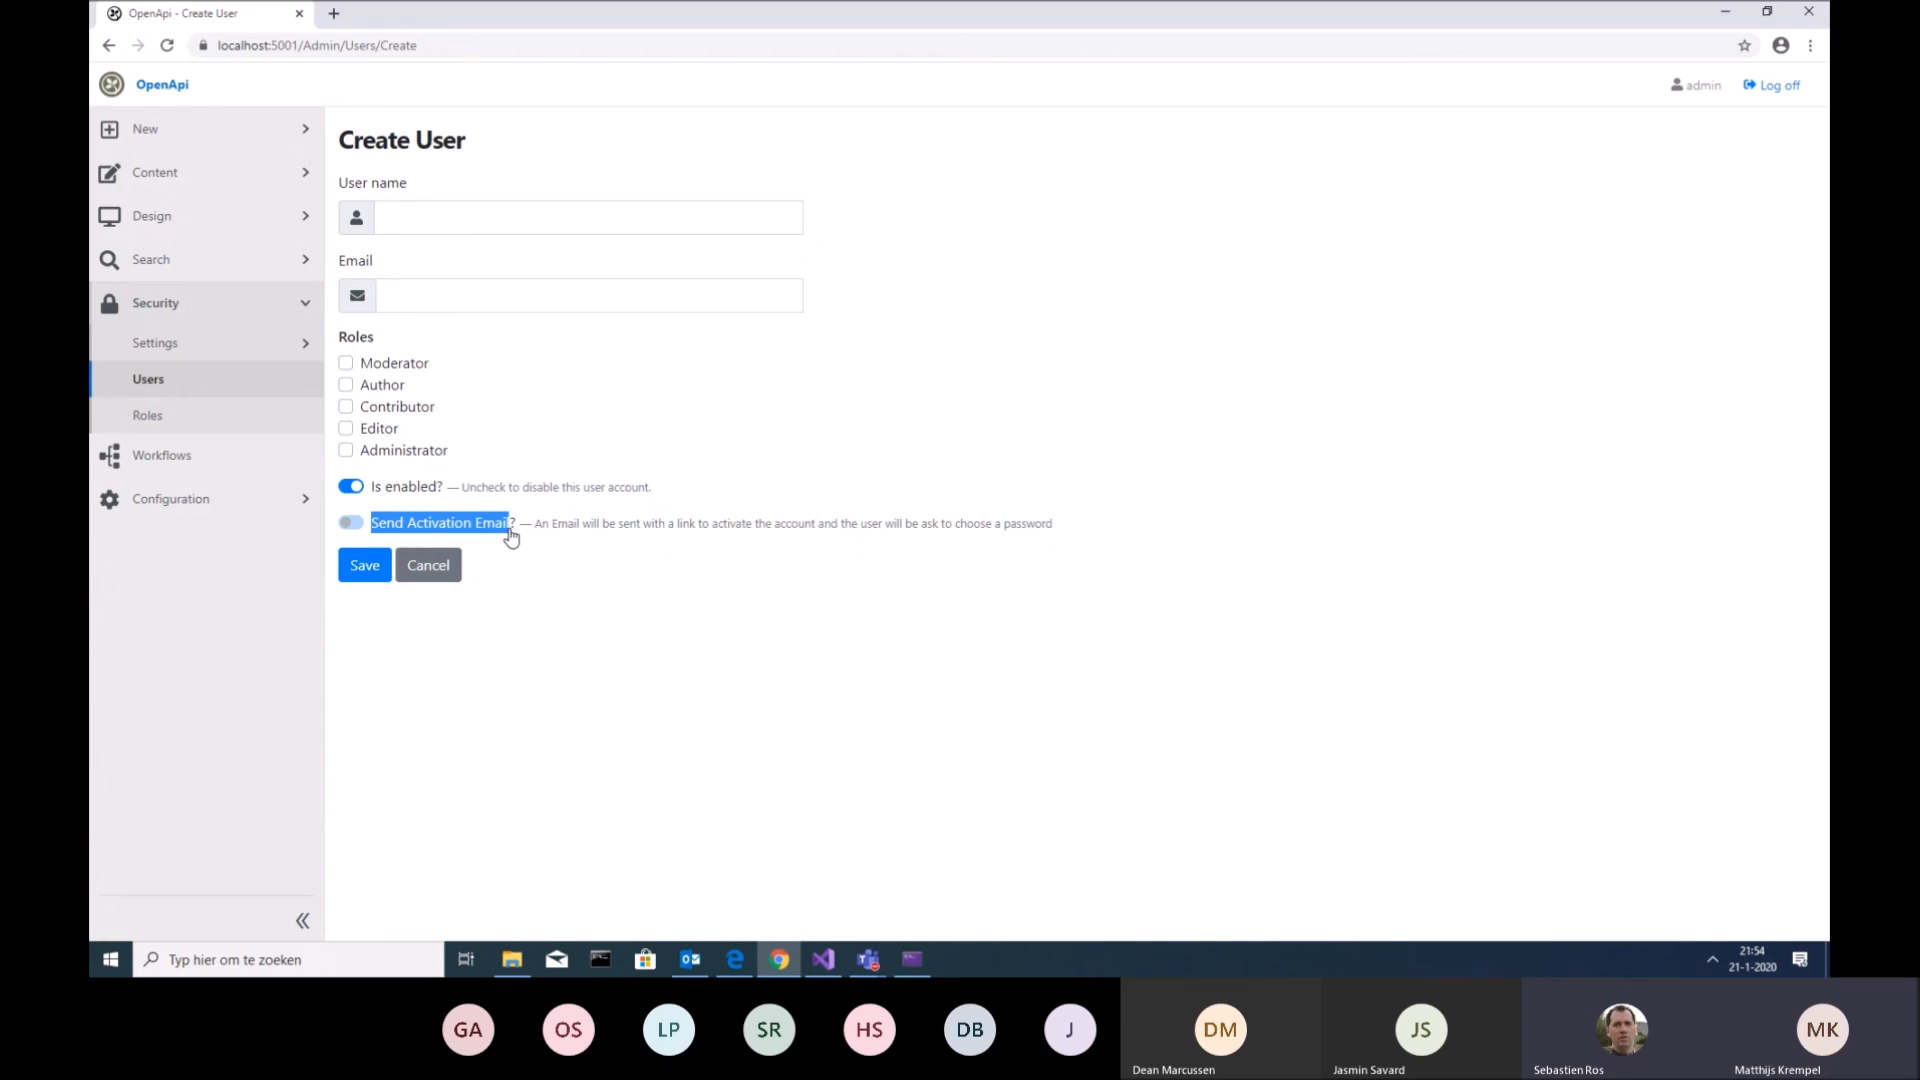 OpenApi - Create User
localhost:5001/Admin/Users/Create
OpenApi
admin
Log off
New
Content
Design
Search
Security
Settings
Users
Roles
Workflows
Configuration
Create User
User name
Email
Roles
Moderator
Author
Contributor
Editor
Administrator
Is enabled? — Uncheck to disable this user account.
Send Activation Email? — An Email will be sent with a link to activate the account and the user will be ask to choose a password
Save Cancel
Typ hier om te zoeken
21:54
21-1-2020
GA OS LP SR HS DB J DM JS MK
Dean Marcussen Jasmin Savard Sebastien Ros Matthijs Krempel